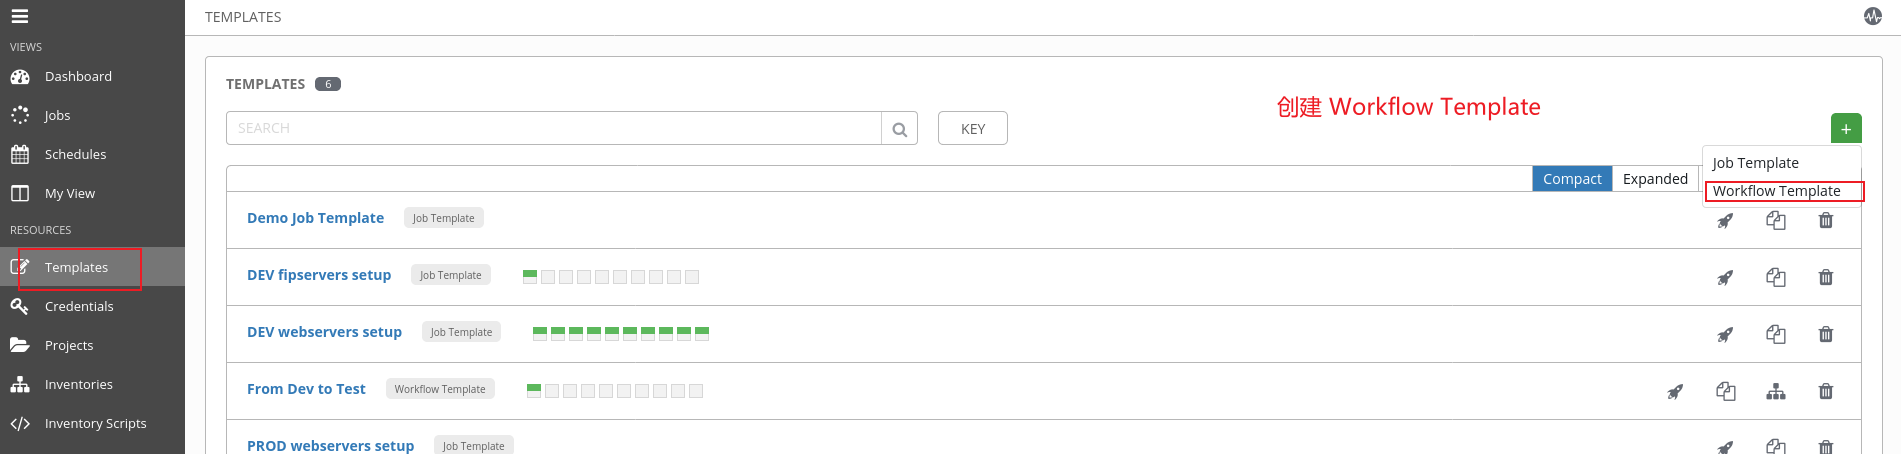 TEMPLATES
VIEWS
Dashboard
Jobs
Schedules
My View
RESOURCES
Templates
Credentials
Projects
Inventories
Inventory Scripts
TEMPLATES 6
创建 Workflow Template
SEARCH
KEY
+
Job Template
Workflow Template
Compact Expanded
Demo Job Template Job Template
DEV fipservers setup Job Template
DEV webservers setup Job Template
From Dev to Test Workflow Template
PROD webservers setup Job Template